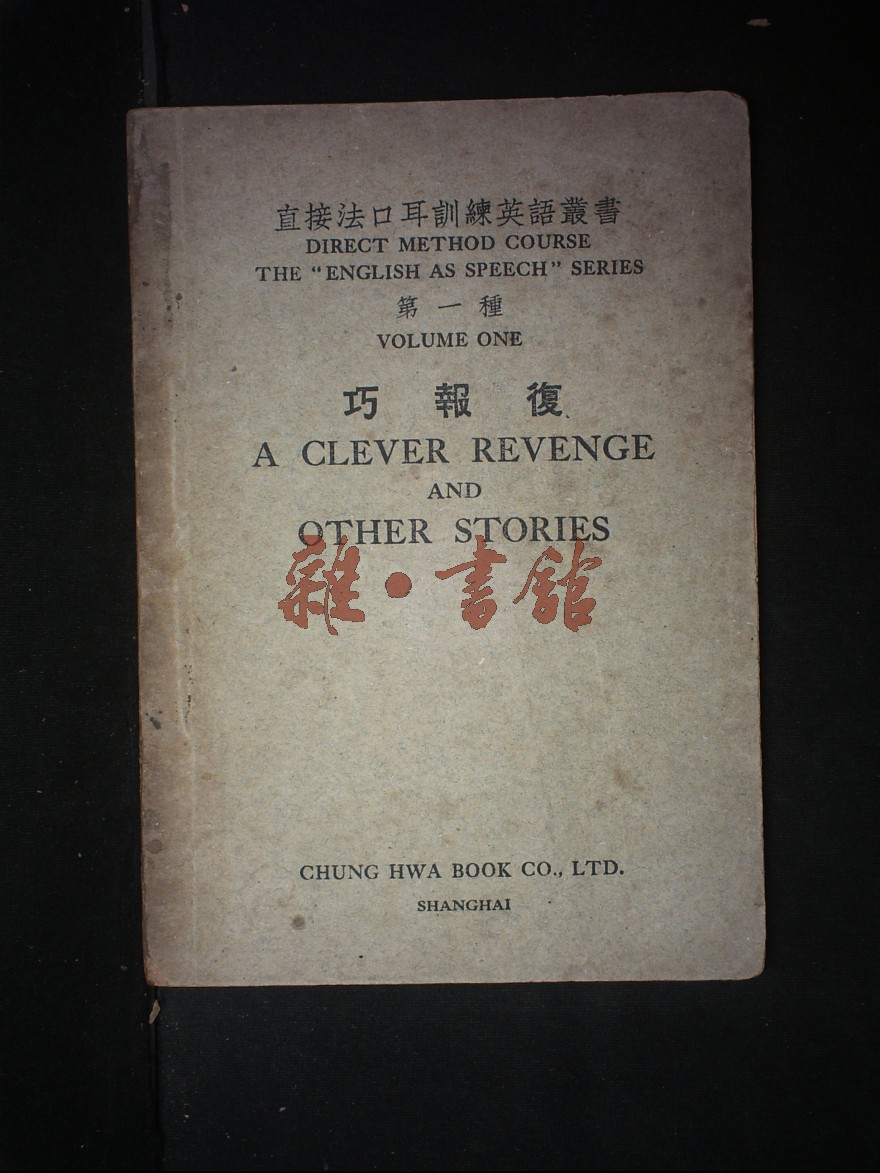 直接法口耳訓練英語叢書
DIRECT METHOD COURSE
THE "ENGLISH AS SPEECH" SERIES
第一種
VOLUME ONE
巧報復
A CLEVER REVENGE
AND
OTHER STORIES
雜·書館
CHUNG HWA BOOK CO., LTD.
SHANGHAI